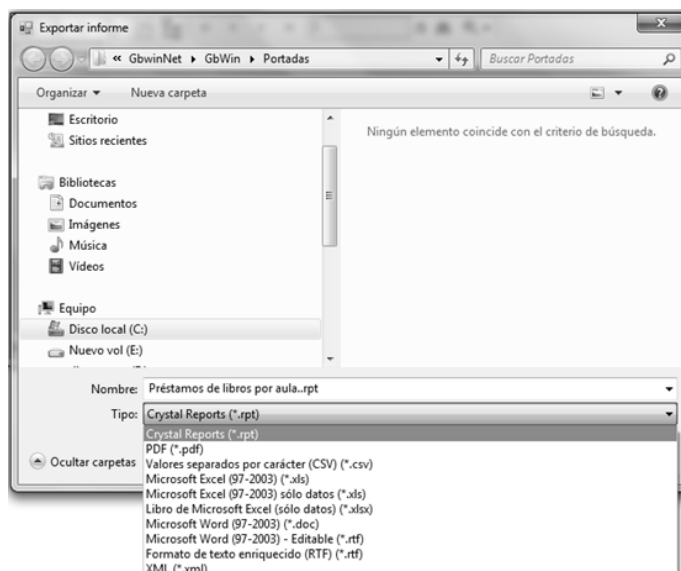 Exportar informe
« GbwinNet ▸ GbWin ▸ Portadas
Buscar Portadas
Organizar
Nueva carpeta
Escritorio
Sitios recientes
Ningún elemento coincide con el criterio de búsqueda.
Bibliotecas
Documentos
Imágenes
Música
Vídeos
Equipo
Disco local (C:)
Nuevo vol (E:)
Nombre: Préstamos de libros por aula..rpt
Tipo: Crystal Reports (*.rpt)
Crystal Reports (*.rpt)
PDF (*.pdf)
Ocultar carpetas
Valores separados por carácter (CSV) (*.csv)
Microsoft Excel (97-2003) (*.xls)
Microsoft Excel (97-2003) sólo datos (*.xls)
Libro de Microsoft Excel (sólo datos) (*.xlsx)
Microsoft Word (97-2003) (*.doc)
Microsoft Word (97-2003) - Editable (*.rtf)
Formato de texto enriquecido (RTF) (*.rtf)
XML (*.xml)